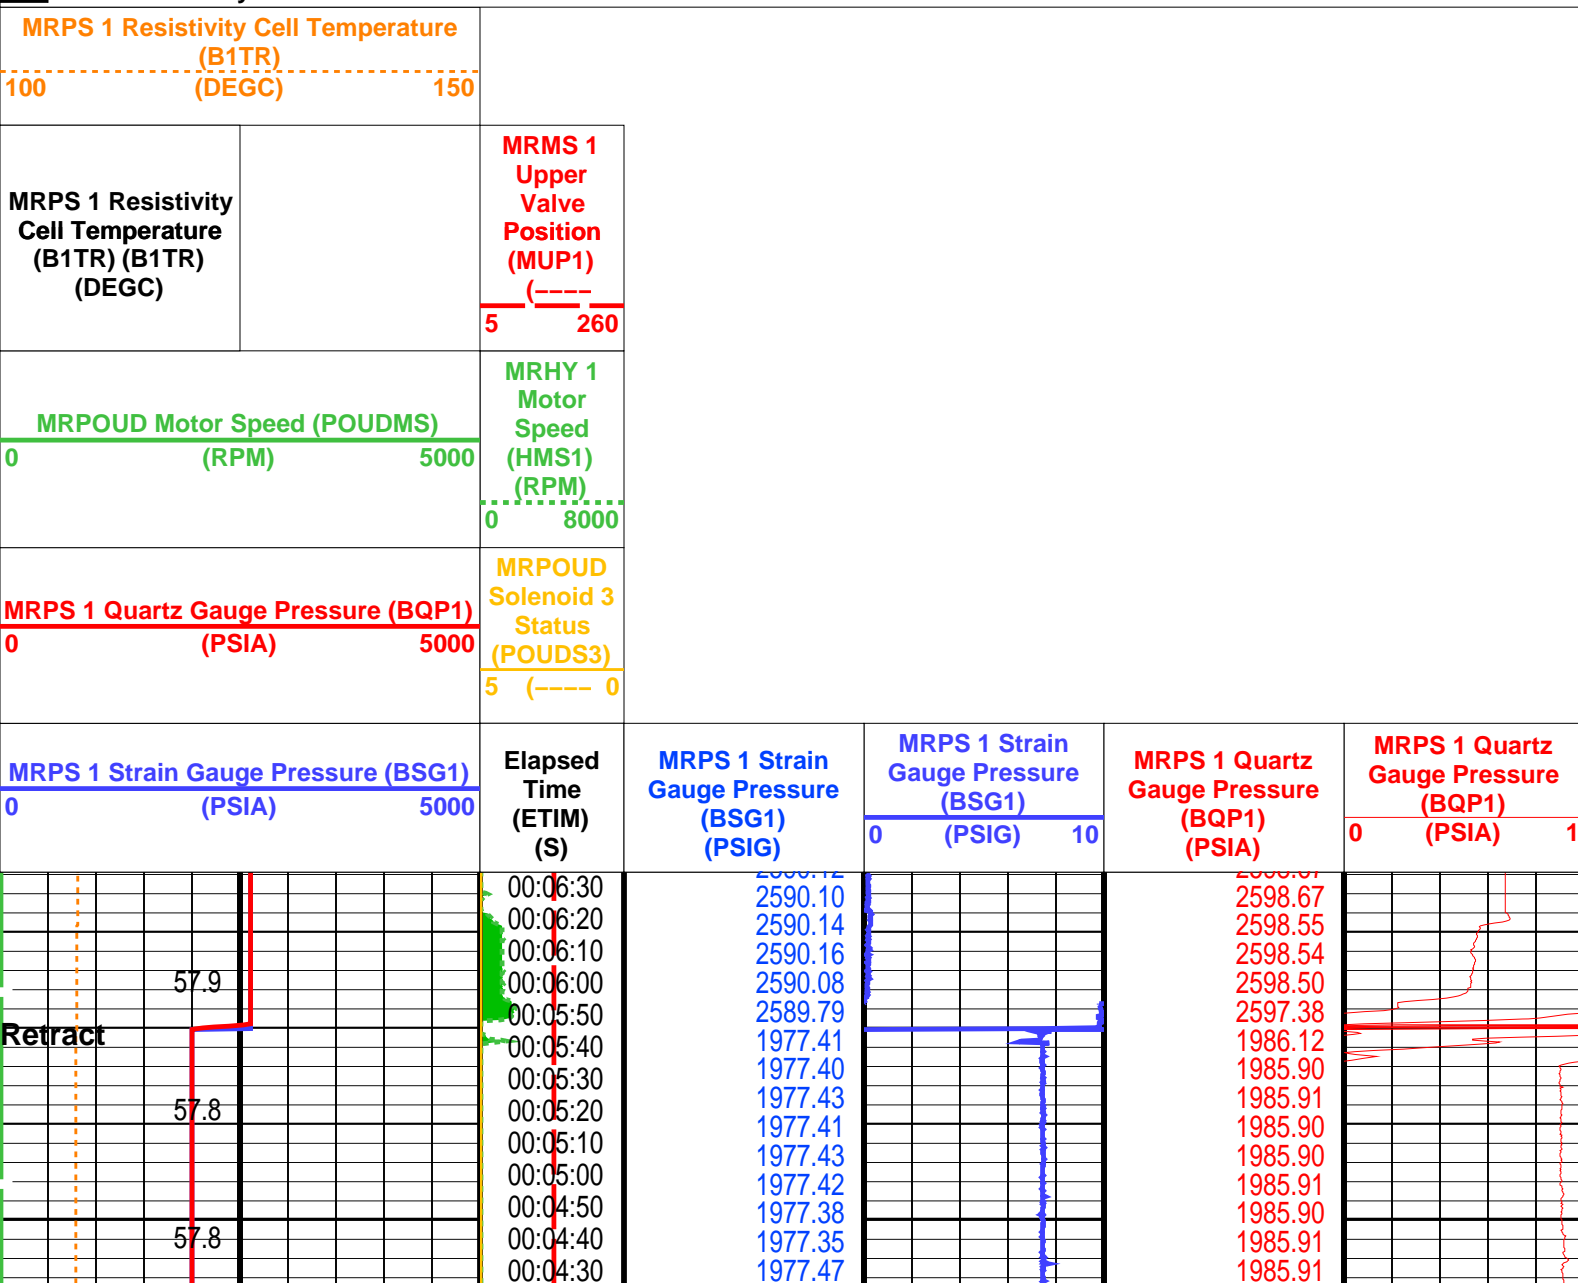 MRPS 1 Resistivity Cell Temperature
(B1TR)
100 (DEGC) 150
MRPS 1 Resistivity
Cell Temperature
(B1TR) (B1TR)
(DEGC)
MRMS 1
Upper
Valve
Position
(MUP1)
(----
5 260
MRPOUD Motor Speed (POUDMS)
0 (RPM) 5000
MRHY 1
Motor
Speed
(HMS1)
(RPM)
0 8000
MRPS 1 Quartz Gauge Pressure (BQP1)
0 (PSIA) 5000
MRPOUD
Solenoid 3
Status
(POUDS3)
5 (---- 0
MRPS 1 Strain Gauge Pressure (BSG1)
0 (PSIA) 5000
Elapsed
Time
(ETIM)
(S)
MRPS 1 Strain
Gauge Pressure
(BSG1)
(PSIG)
MRPS 1 Strain
Gauge Pressure
(BSG1)
0 (PSIG) 10
MRPS 1 Quartz
Gauge Pressure
(BQP1)
(PSIA)
MRPS 1 Quartz
Gauge Pressure
(BQP1)
0 (PSIA) 1
57.9
Retract
57.8
57.8
00:06:30
00:06:20
00:06:10
00:06:00
00:05:50
00:05:40
00:05:30
00:05:20
00:05:10
00:05:00
00:04:50
00:04:40
00:04:30
2590.10
2590.14
2590.16
2590.08
2589.79
1977.41
1977.40
1977.43
1977.41
1977.43
1977.42
1977.38
1977.35
1977.47
2598.67
2598.55
2598.54
2598.50
2597.38
1986.12
1985.90
1985.91
1985.90
1985.90
1985.91
1985.90
1985.91
1985.91